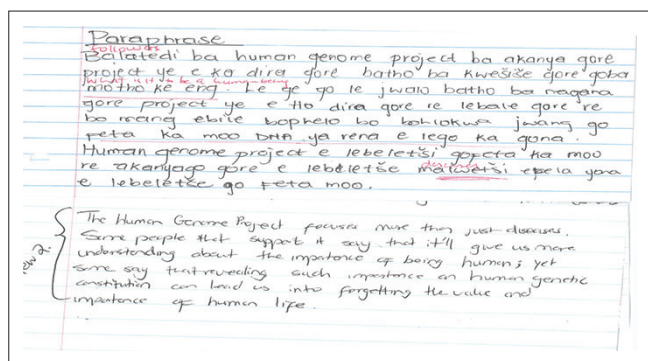 Paraphrase
followers
Balatedi ba human genome project ba akanya gore
project ye e ka dira gore batho ba kwešiše gore goba
what is it to be a human being
motho ke eng. Le ge go le jwalo batho ba nagana
gore project ye e tlo dira gore re lebale gore re
bo mang ebile bophelo bo bohlokwa jwang go
feta ka moo DNA ya rena e lego ka gona.
Human genome project e lebeletši gofeta ka moo
diseases
re akanyago gore e lebeletše malwetši epela yona
e lebeletše go feta moo.
The Human Genome Project focuses more than just diseases.
Some people that support it say that it'll give us more
understanding about the importance of being human; yet
some say that revealing such importance on human genetic
constitution can lead us into forgetting the value and
importance of human life.